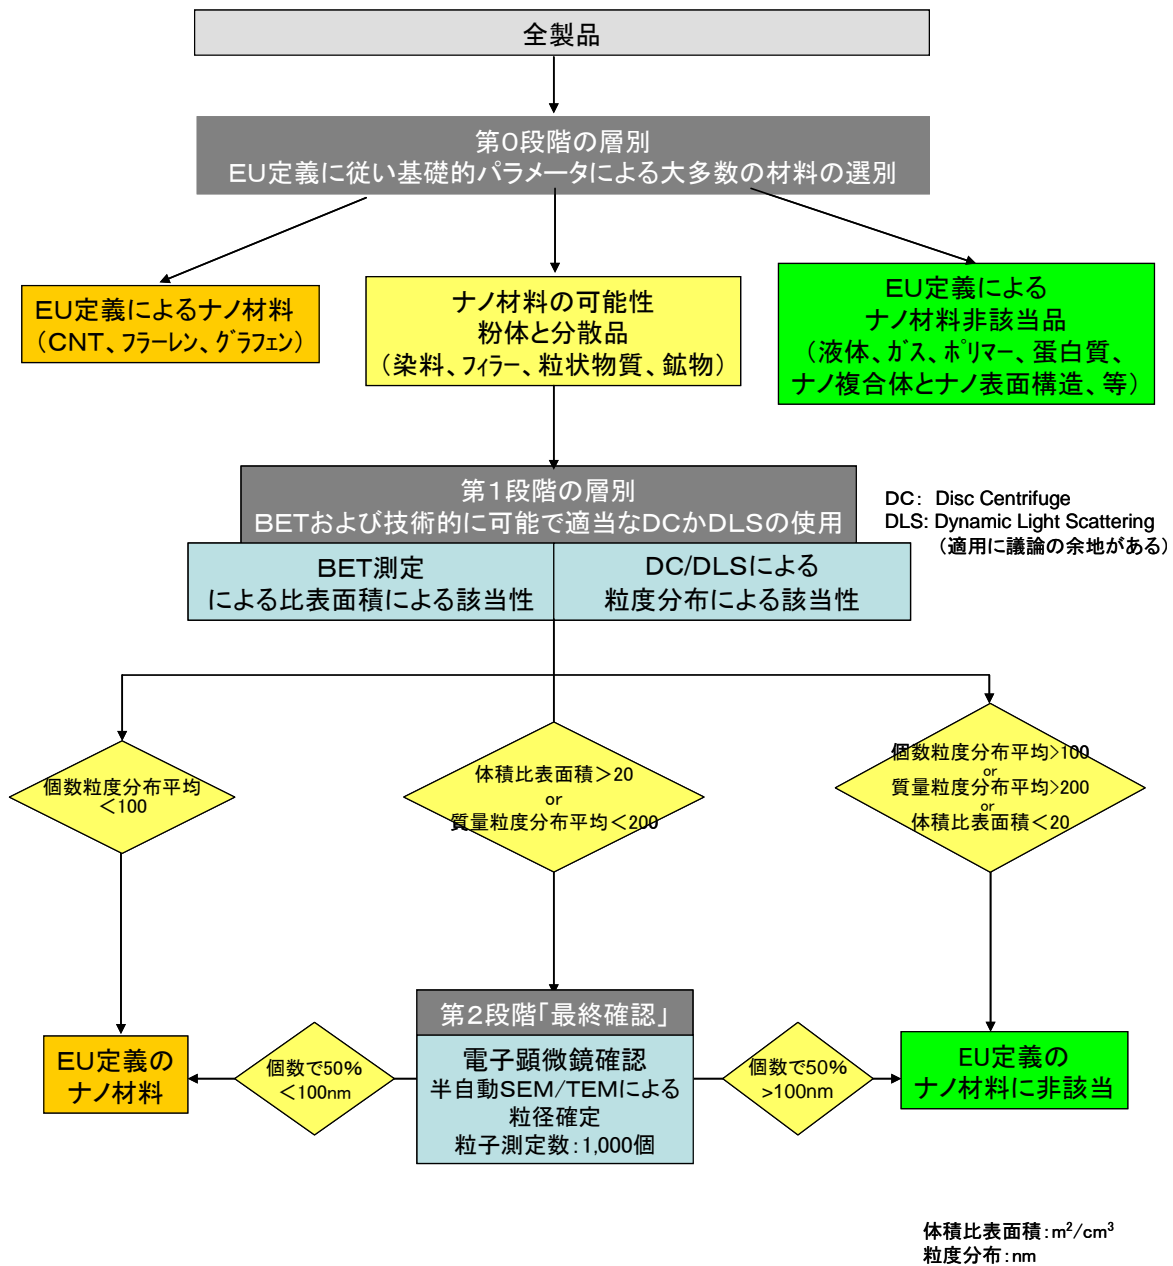 全製品
第0段階の層別
EU定義に従い基礎的パラメータによる大多数の材料の選別
EU定義によるナノ材料
（CNT、フラーレン、グラフェン）
ナノ材料の可能性
粉体と分散品
（染料、フィラー、粒状物質、鉱物）
EU定義による
ナノ材料非該当品
（液体、ガス、ポリマー、蛋白質、
ナノ複合体とナノ表面構造、等）
第1段階の層別
BETおよび技術的に可能で適当なDCかDLSの使用
DC: Disc Centrifuge
DLS: Dynamic Light Scattering
（適用に議論の余地がある）
BET測定
による比表面積による該当性
DC/DLSによる
粒度分布による該当性
個数粒度分布平均
＜100
体積比表面積＞20
or
質量粒度分布平均＜200
個数粒度分布平均>100
or
質量粒度分布平均>200
or
体積比表面積＜20
第2段階「最終確認」
電子顕微鏡確認
半自動SEM/TEMによる
粒径確定
粒子測定数：1,000個
EU定義の
ナノ材料
個数で50%
＜100nm
個数で50%
>100nm
EU定義の
ナノ材料に非該当
体積比表面積：m²/cm³
粒度分布：nm